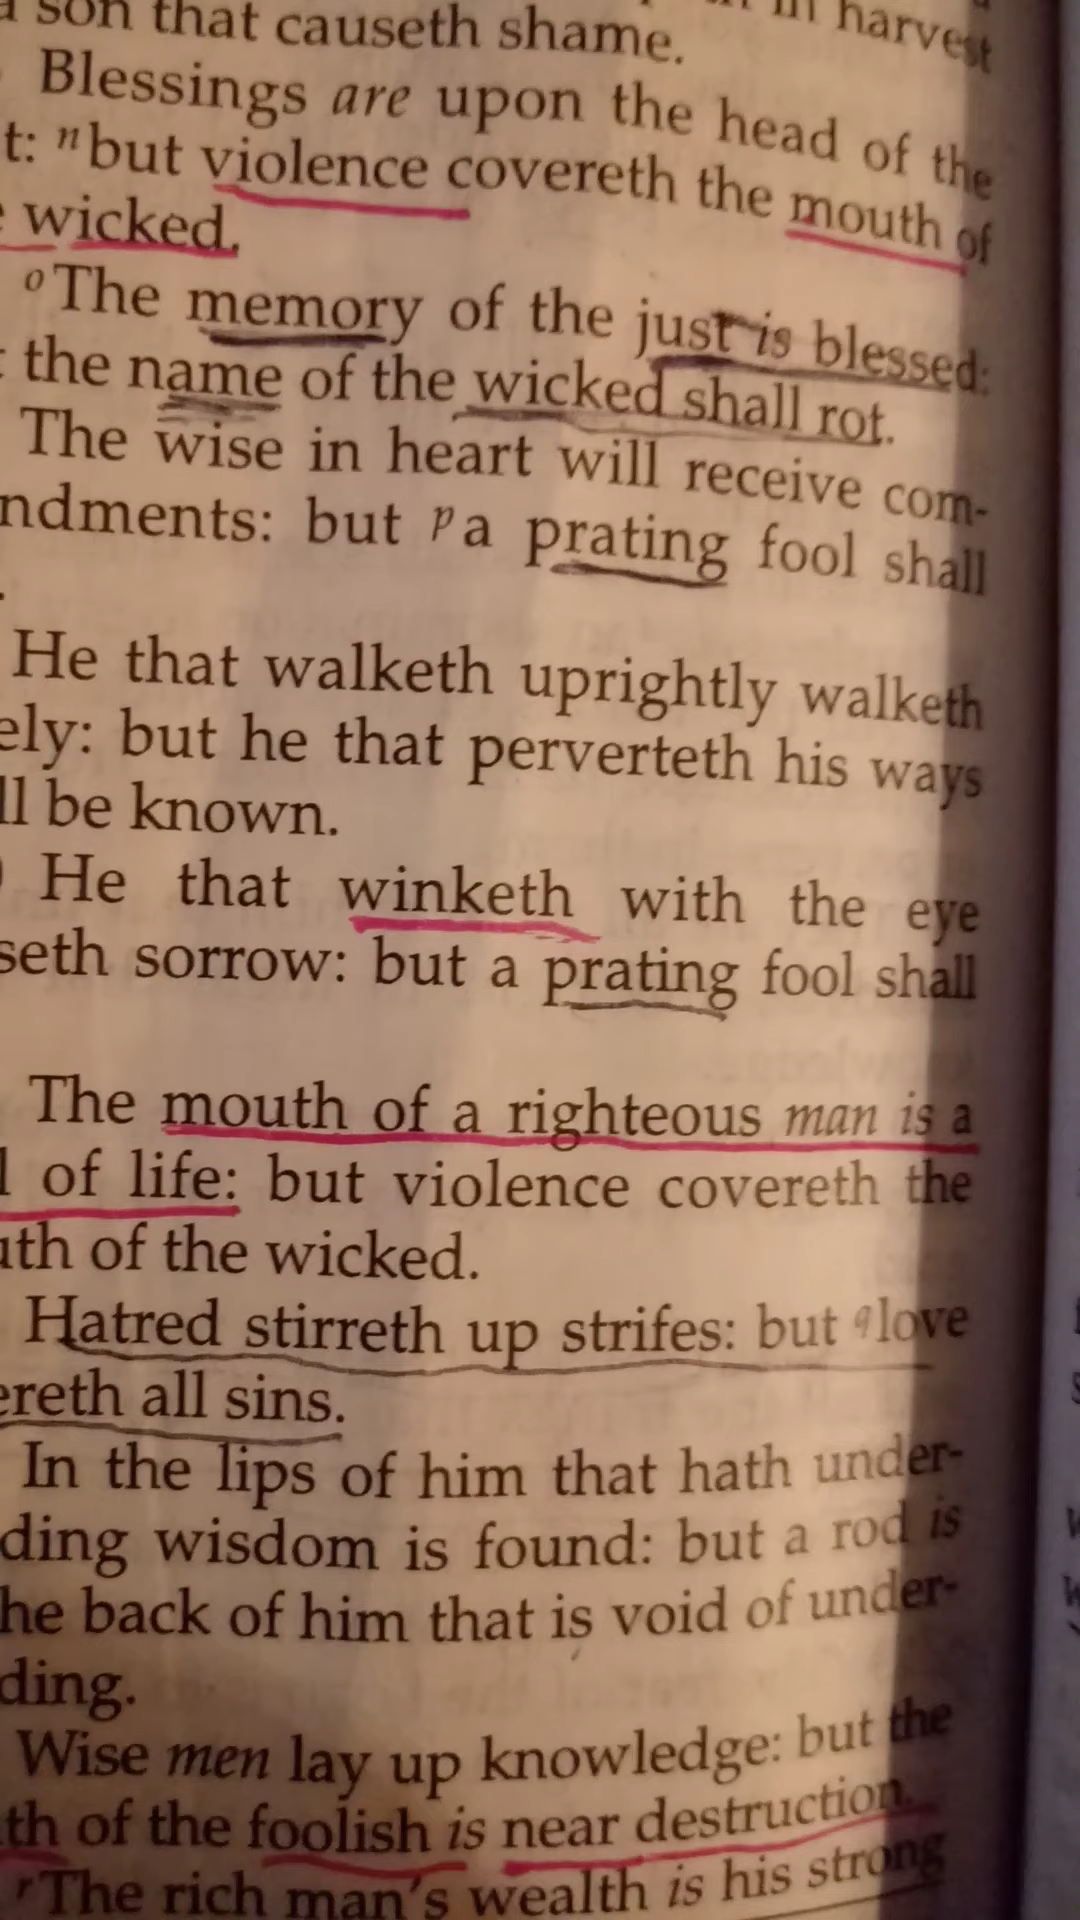 a son that causeth shame.
in harvest
Blessings are upon the head of the
t: n but violence covereth the mouth of
wicked.
o The memory of the just is blessed:
the name of the wicked shall rot.
The wise in heart will receive com-
ndments: but p a prating fool shall
.
He that walketh uprightly walketh
ely: but he that perverteth his ways
ll be known.
He that winketh with the eye
seth sorrow: but a prating fool shall
The mouth of a righteous man is a
l of life: but violence covereth the
uth of the wicked.
Hatred stirreth up strifes: but q love
ereth all sins.
In the lips of him that hath under-
ding wisdom is found: but a rod is
he back of him that is void of under-
ding.
Wise men lay up knowledge: but the
th of the foolish is near destruction.
r The rich man's wealth is his strong